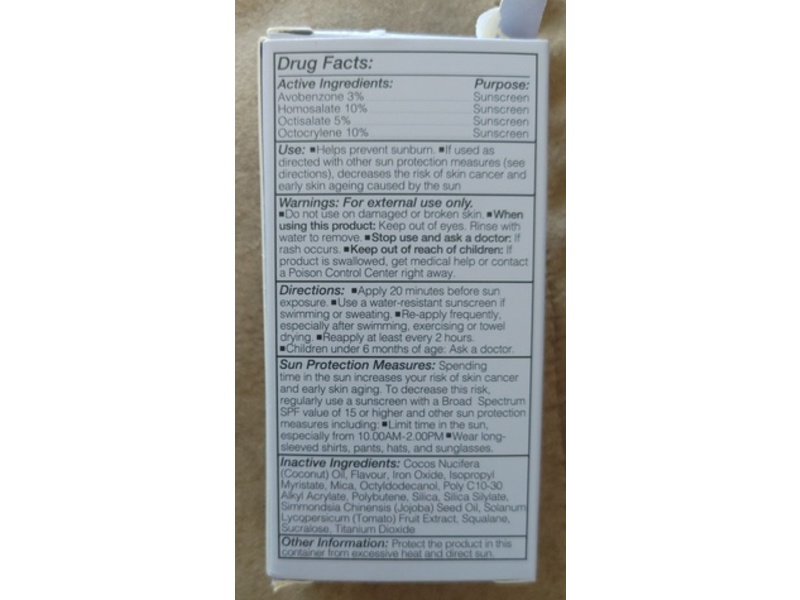 Drug Facts:
Active Ingredients: Purpose:
Avobenzone 3% Sunscreen
Homosalate 10% Sunscreen
Octisalate 5% Sunscreen
Octocrylene 10% Sunscreen
Use: ■Helps prevent sunburn. ■If used as
directed with other sun protection measures (see
directions), decreases the risk of skin cancer and
early skin ageing caused by the sun
Warnings: For external use only.
■Do not use on damaged or broken skin. ■When
using this product: Keep out of eyes. Rinse with
water to remove. ■Stop use and ask a doctor: If
rash occurs. ■Keep out of reach of children: If
product is swallowed, get medical help or contact
a Poison Control Center right away.
Directions: ■Apply 20 minutes before sun
exposure. ■Use a water-resistant sunscreen if
swimming or sweating. ■Re-apply frequently,
especially after swimming, exercising or towel
drying. ■Reapply at least every 2 hours.
■Children under 6 months of age: Ask a doctor.
Sun Protection Measures: Spending
time in the sun increases your risk of skin cancer
and early skin aging. To decrease this risk,
regularly use a sunscreen with a Broad Spectrum
SPF value of 15 or higher and other sun protection
measures including: ■Limit time in the sun,
especially from 10.00AM-2.00PM ■Wear long-
sleeved shirts, pants, hats, and sunglasses.
Inactive Ingredients: Cocos Nucifera
(Coconut) Oil, Flavour, Iron Oxide, Isopropyl
Myristate, Mica, Octyldodecanol, Poly C10-30
Alkyl Acrylate, Polybutene, Silica, Silica Silylate,
Simmondsia Chinensis (Jojoba) Seed Oil, Solanum
Lycopersicum (Tomato) Fruit Extract, Squalane,
Sucralose, Titanium Dioxide
Other Information: Protect the product in this
container from excessive heat and direct sun.